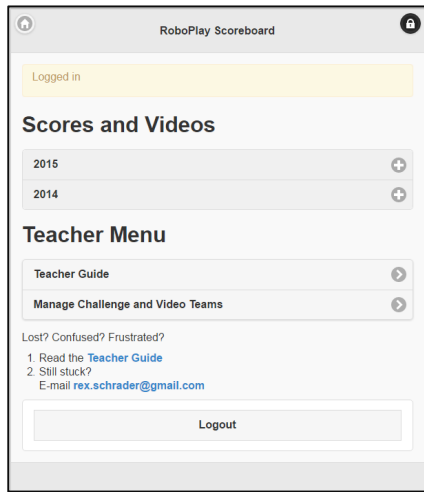 RoboPlay Scoreboard
Logged in
Scores and Videos
2015
2014
Teacher Menu
Teacher Guide
Manage Challenge and Video Teams
Lost? Confused? Frustrated?
1. Read the Teacher Guide
2. Still stuck?
E-mail rex.schrader@gmail.com
Logout